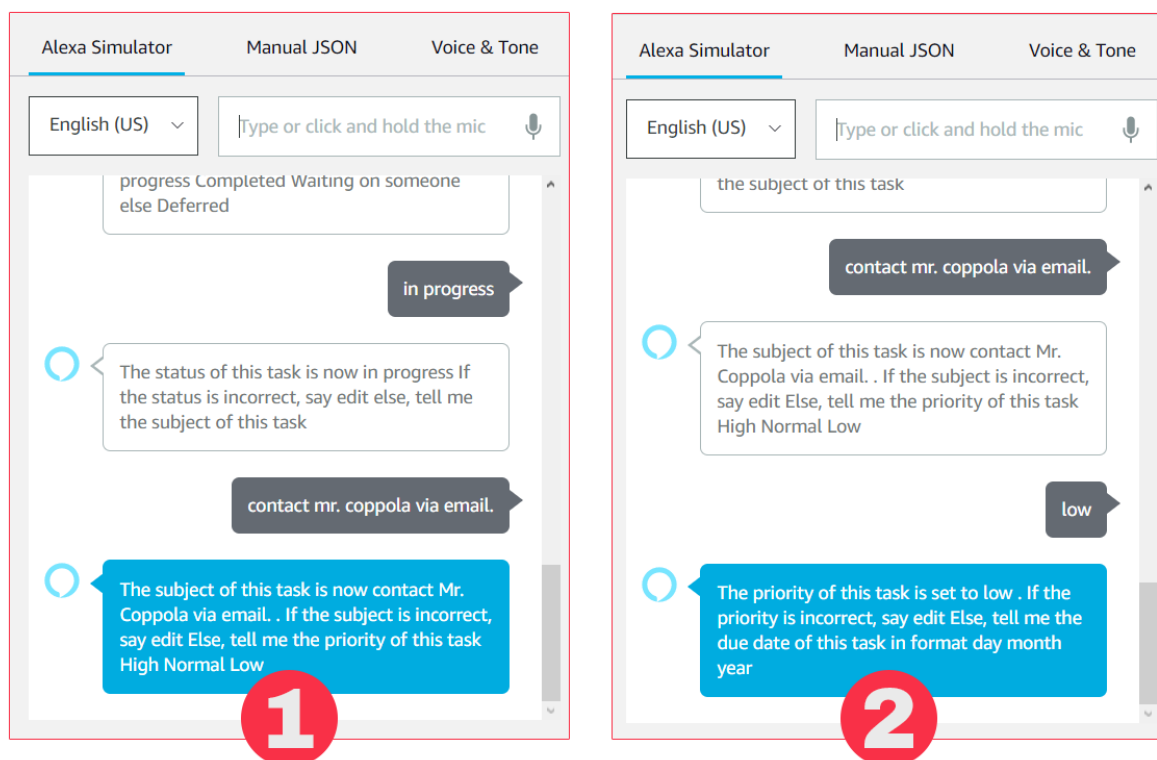 Alexa Simulator Manual JSON Voice & Tone
English (US) Type or click and hold the mic
progress Completed Waiting on someone
else Deferred
in progress
The status of this task is now in progress If
the status is incorrect, say edit else, tell me
the subject of this task
contact mr. coppola via email.
The subject of this task is now contact Mr.
Coppola via email. . If the subject is incorrect,
say edit Else, tell me the priority of this task
High Normal Low
1
Alexa Simulator Manual JSON Voice & Tone
English (US) Type or click and hold the mic
the subject of this task
contact mr. coppola via email.
The subject of this task is now contact Mr.
Coppola via email. . If the subject is incorrect,
say edit Else, tell me the priority of this task
High Normal Low
low
The priority of this task is set to low . If the
priority is incorrect, say edit Else, tell me the
due date of this task in format day month
year
2